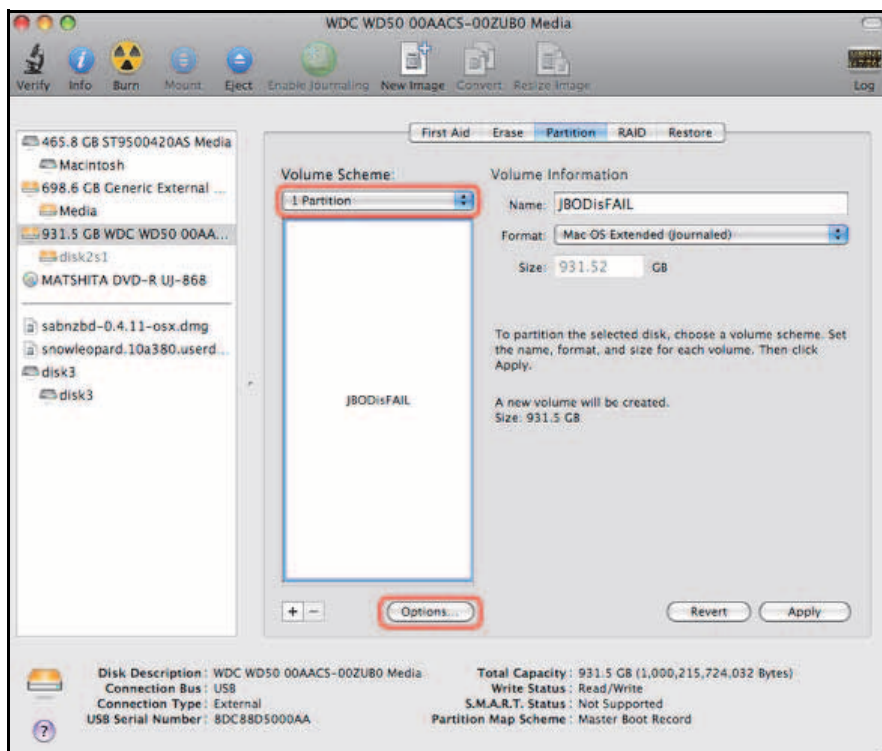 WDC WD50 00AACS-00ZUB0 Media
Verify Info Burn Mount Eject Enable Journaling New Image Convert Resize Image Log
465.8 GB ST9500420AS Media
Macintosh
698.6 GB Generic External ...
Media
931.5 GB WDC WD50 00AA...
disk2s1
MATSHITA DVD-R UJ-868
sabnzbd-0.4.11-osx.dmg
snowleopard.10a380.userd...
disk3
disk3
First Aid Erase Partition RAID Restore
Volume Scheme:
1 Partition
JBODisFAIL
+ −
Options...
Volume Information
Name: JBODisFAIL
Format: Mac OS Extended (Journaled)
Size: 931.52 GB
To partition the selected disk, choose a volume scheme. Set
the name, format, and size for each volume. Then click
Apply.
A new volume will be created.
Size: 931.5 GB
Revert Apply
Disk Description : WDC WD50 00AACS-00ZUB0 Media
Connection Bus : USB
Connection Type : External
USB Serial Number : 8DC88D5000AA
Total Capacity : 931.5 GB (1,000,215,724,032 Bytes)
Write Status : Read/Write
S.M.A.R.T. Status : Not Supported
Partition Map Scheme : Master Boot Record
?